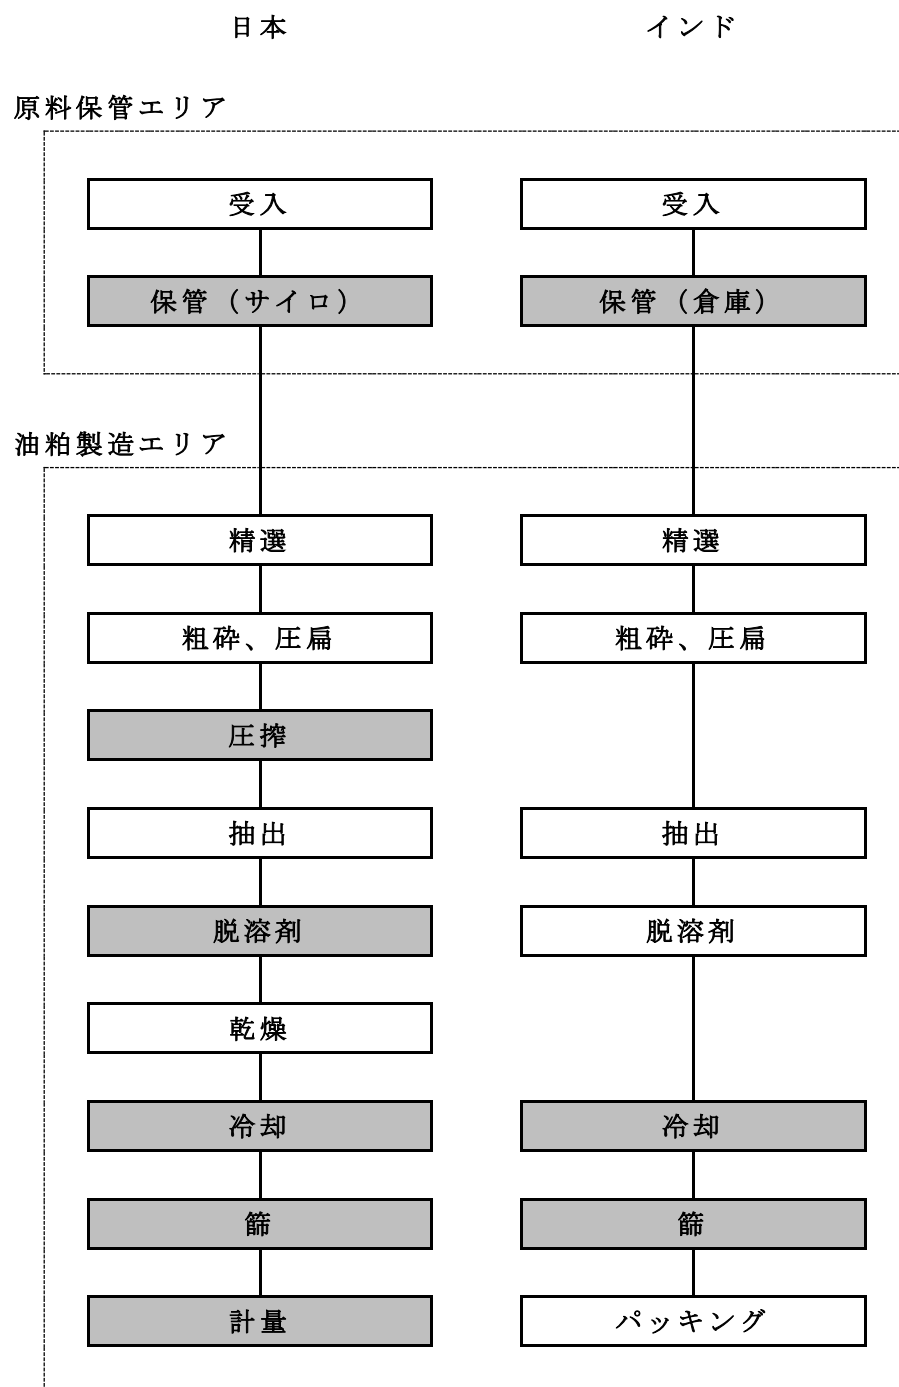 日本 インド
原料保管エリア
受入 受入
保管（サイロ） 保管（倉庫）
油粕製造エリア
精選 精選
粗砕、圧扁 粗砕、圧扁
圧搾
抽出 抽出
脱溶剤 脱溶剤
乾燥
冷却 冷却
篩 篩
計量 パッキング